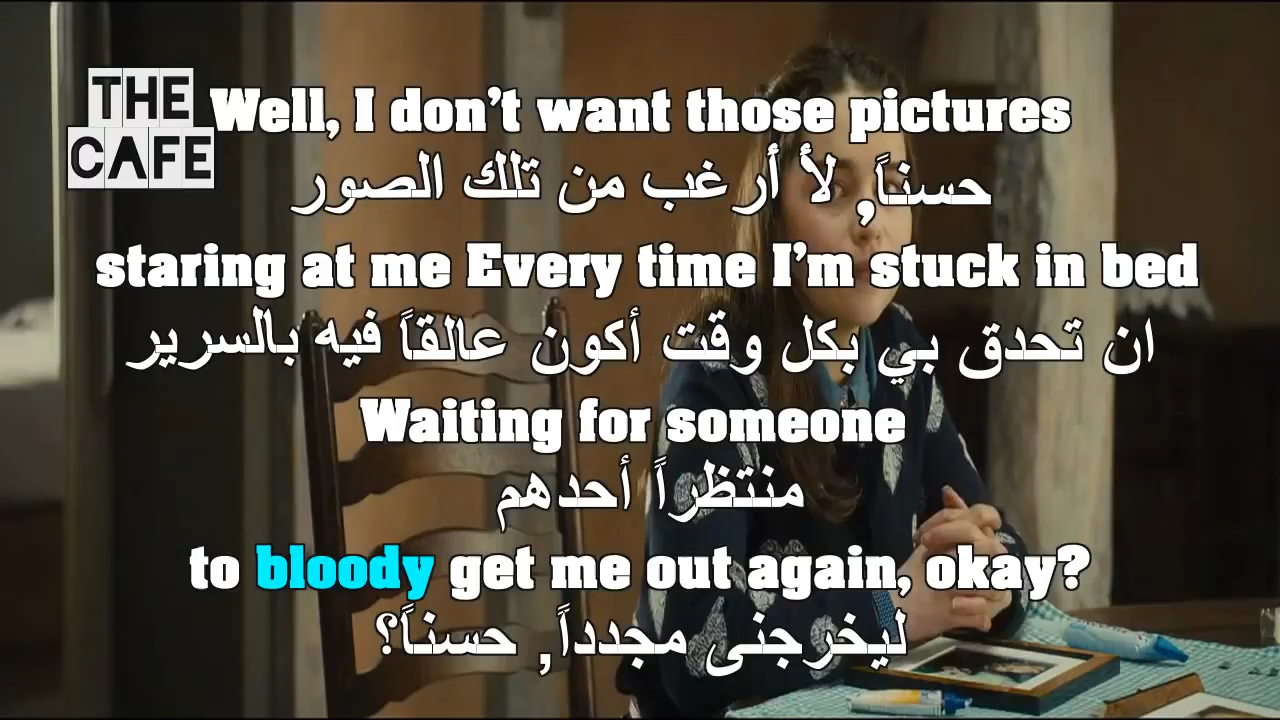 THE
CAFE
Well, I don't want those pictures
حسناً, لأ أرغب من تلك الصور
staring at me Every time I'm stuck in bed
ان تحدق بي بكل وقت أكون عالقاً فيه بالسرير
Waiting for someone
منتظراً أحدهم
to bloody get me out again, okay?
ليخرجنى مجدداً, حسناً؟